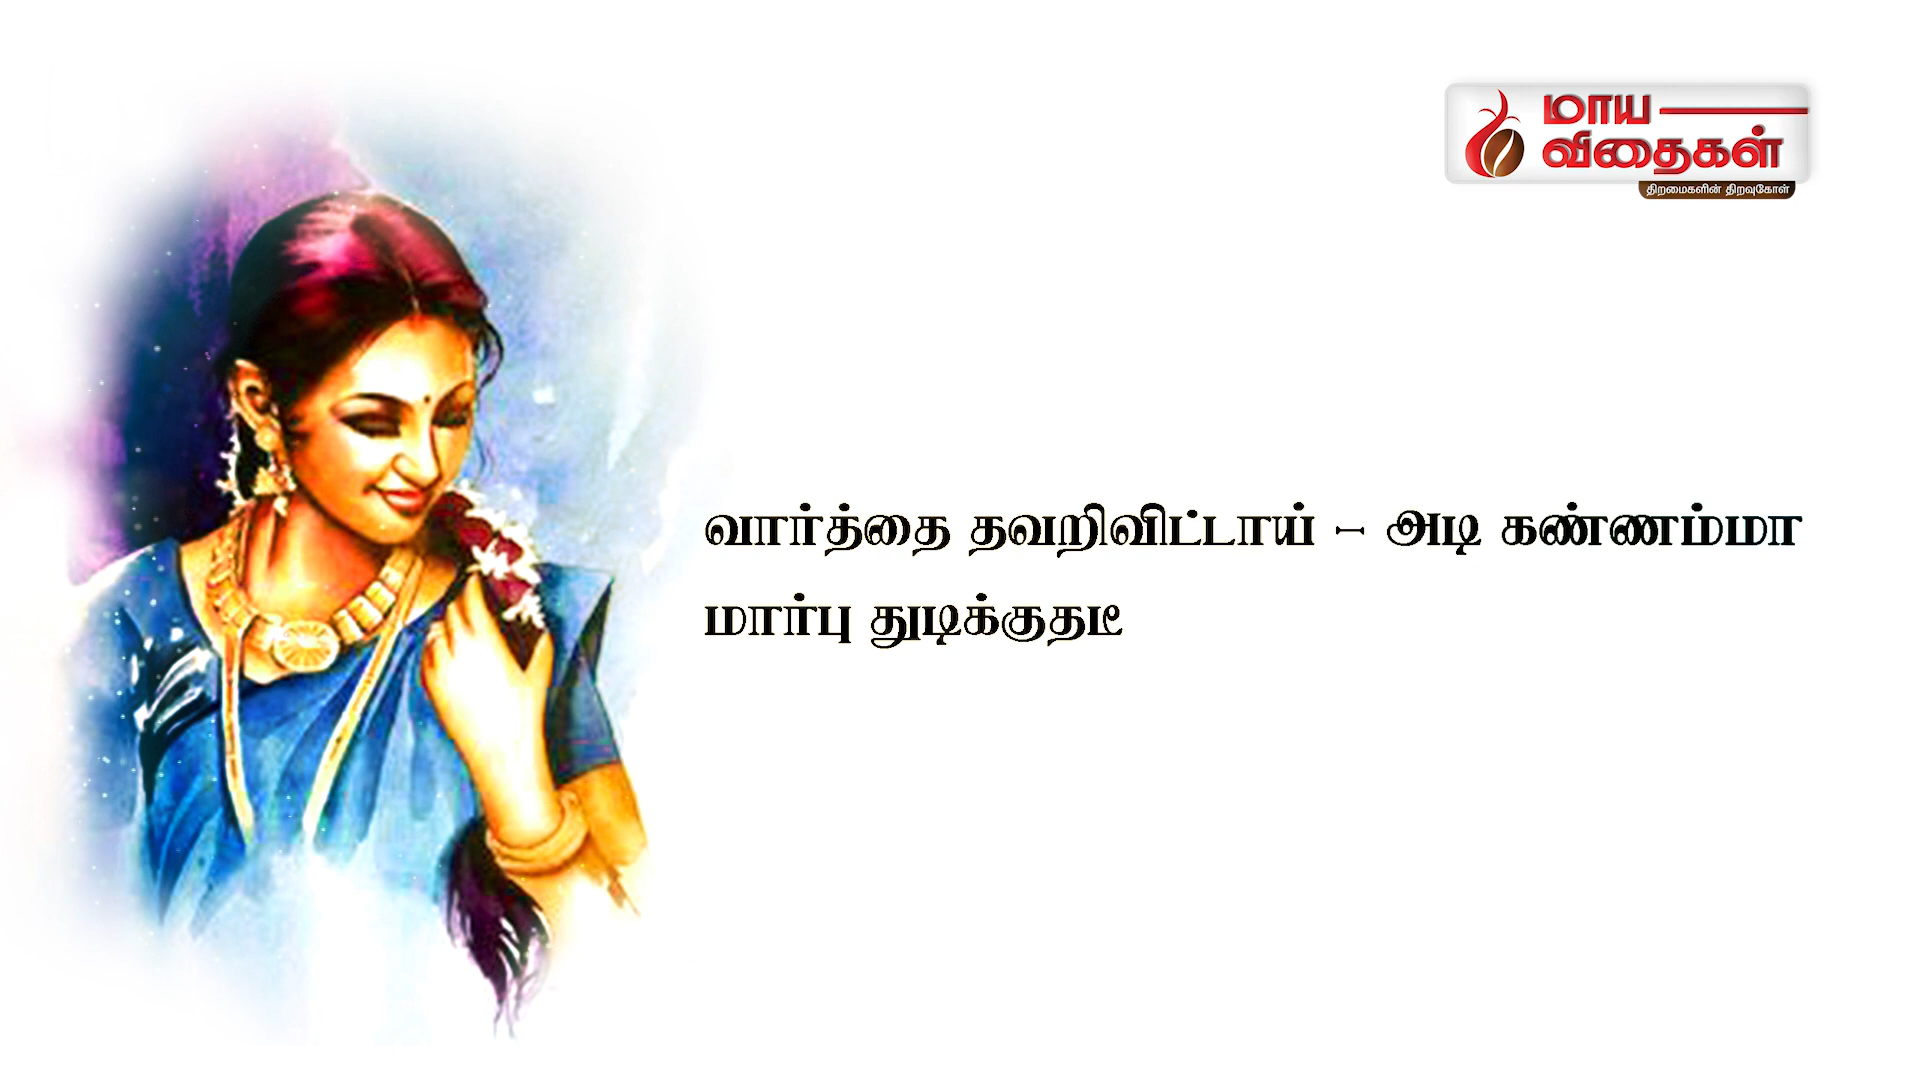 மாய
விதைகள்
திறமைகளின் திறவுகோள்
வார்த்தை தவறிவிட்டாய் – அடி கண்ணம்மா
மார்பு துடிக்குதடீ